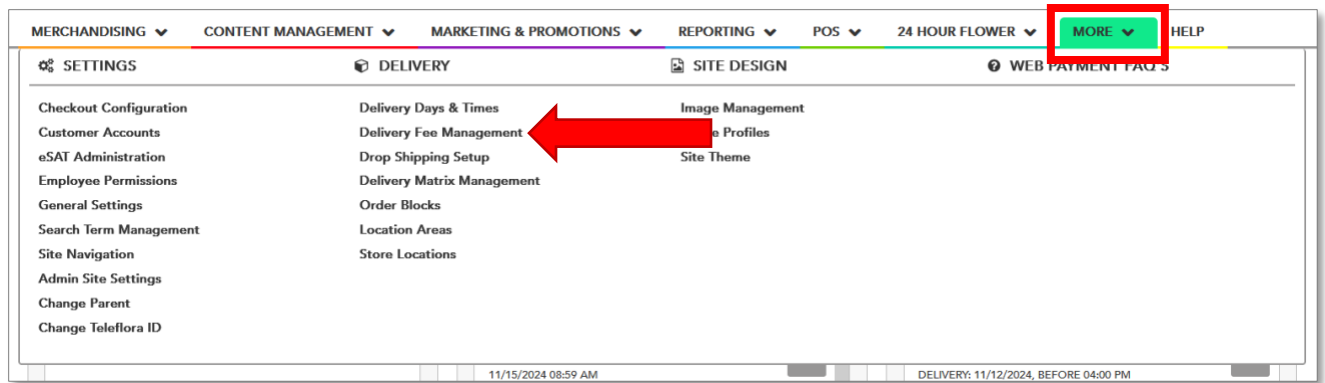 MERCHANDISING CONTENT MANAGEMENT MARKETING & PROMOTIONS REPORTING POS 24 HOUR FLOWER MORE HELP
SETTINGS DELIVERY SITE DESIGN WEB PAYMENT FAQ'S
Checkout Configuration Delivery Days & Times Image Management
Customer Accounts Delivery Fee Management Profiles
eSAT Administration Drop Shipping Setup Site Theme
Employee Permissions Delivery Matrix Management
General Settings Order Blocks
Search Term Management Location Areas
Site Navigation Store Locations
Admin Site Settings
Change Parent
Change Teleflora ID
11/15/2024 08:59 AM DELIVERY: 11/12/2024, BEFORE 04:00 PM